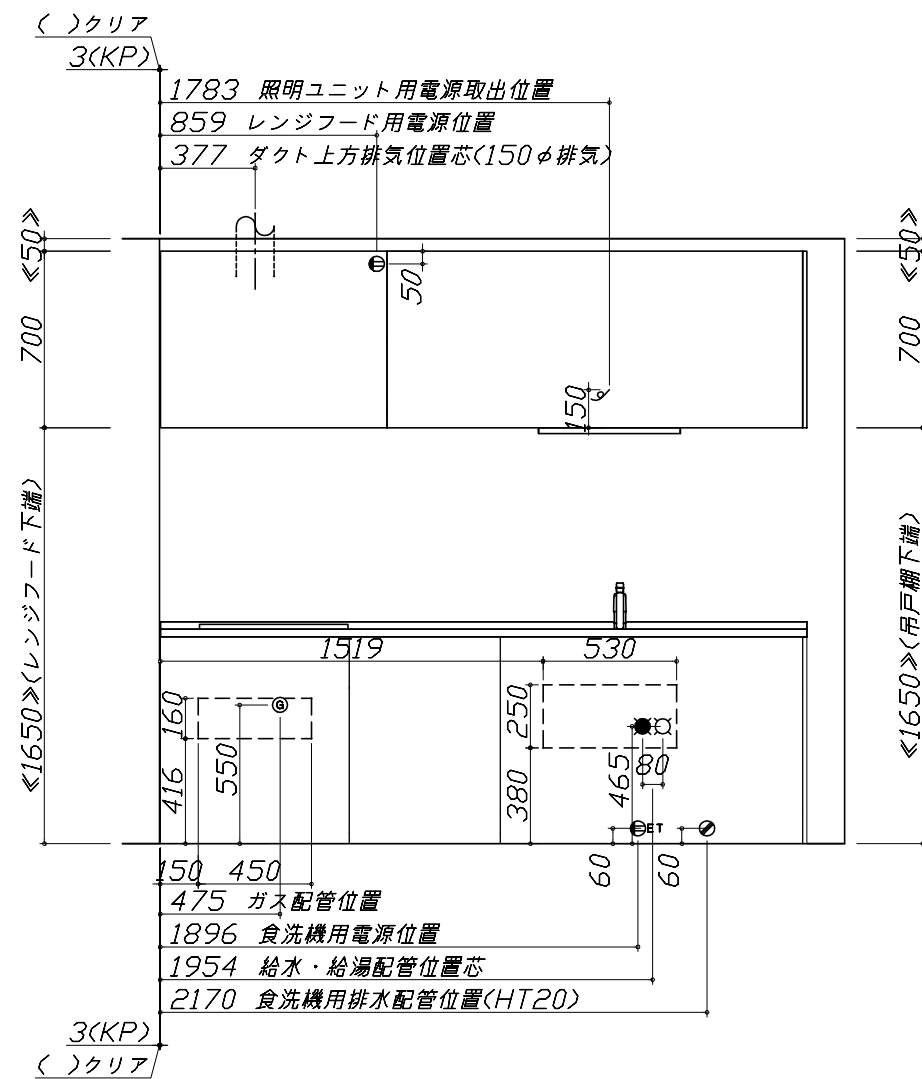 ( )クリア
3(KP)
1783 照明ユニット用電源取出位置
859 レンジフード用電源位置
377 ダクト上方排気位置芯(150φ排気)
≪50≫
≪50≫
50
700
700
150
≪1650≫(レンジフード下端)
≪1650≫(吊戸棚下端)
1519
530
160
G
250
550
465
80
416
380
ET
60
60
150
450
475 ガス配管位置
1896 食洗機用電源位置
1954 給水・給湯配管位置芯
2170 食洗機用排水配管位置(HT20)
3(KP)
( )クリア